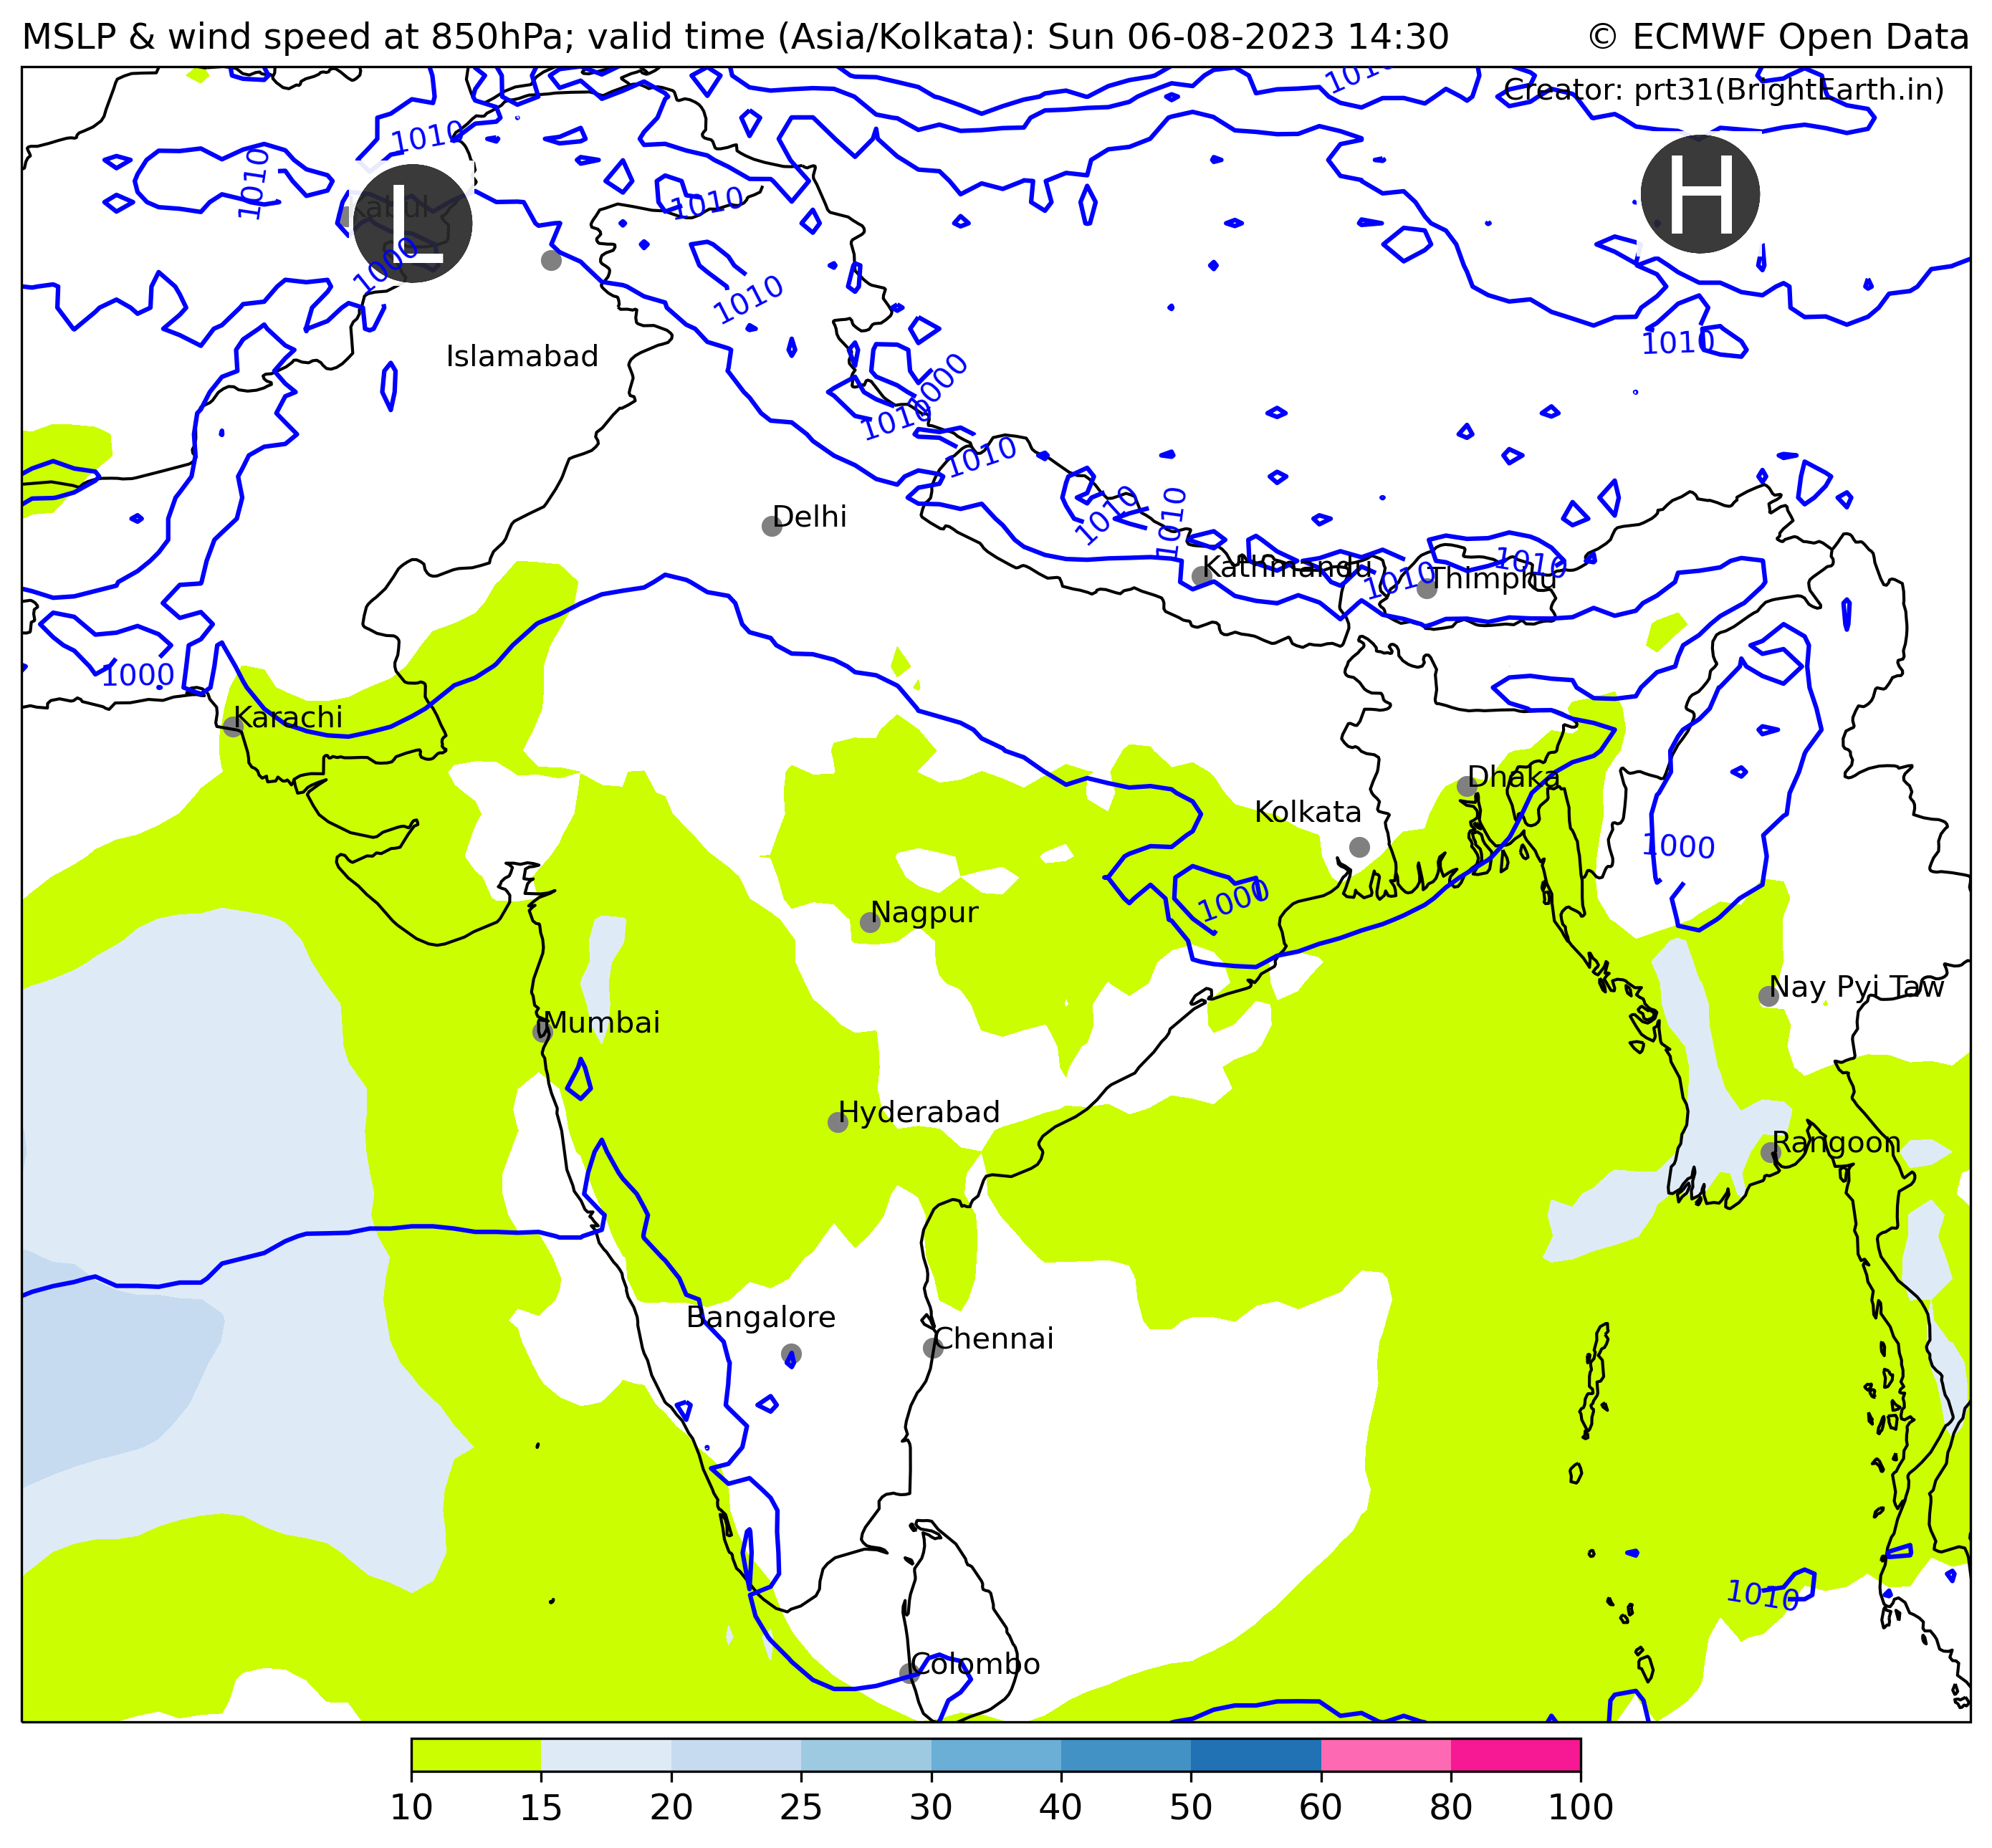 MSLP & wind speed at 850hPa; valid time (Asia/Kolkata): Sun 06-08-2023 14:30
© ECMWF Open Data
Creator: prt31(BrightEarth.in)
1010
1010
1010
1010
L
H
Kabul
1000
1010
1010
Islamabad
1000
1010
1010
Delhi
1010
1010
Kathmandu
1010
Thimphu
1010
1000
Karachi
Dhaka
Kolkata
1000
1000
Nagpur
Nay Pyi Taw
Mumbai
Hyderabad
Rangoon
Bangalore
Chennai
1010
Colombo
10 15 20 25 30 40 50 60 80 100